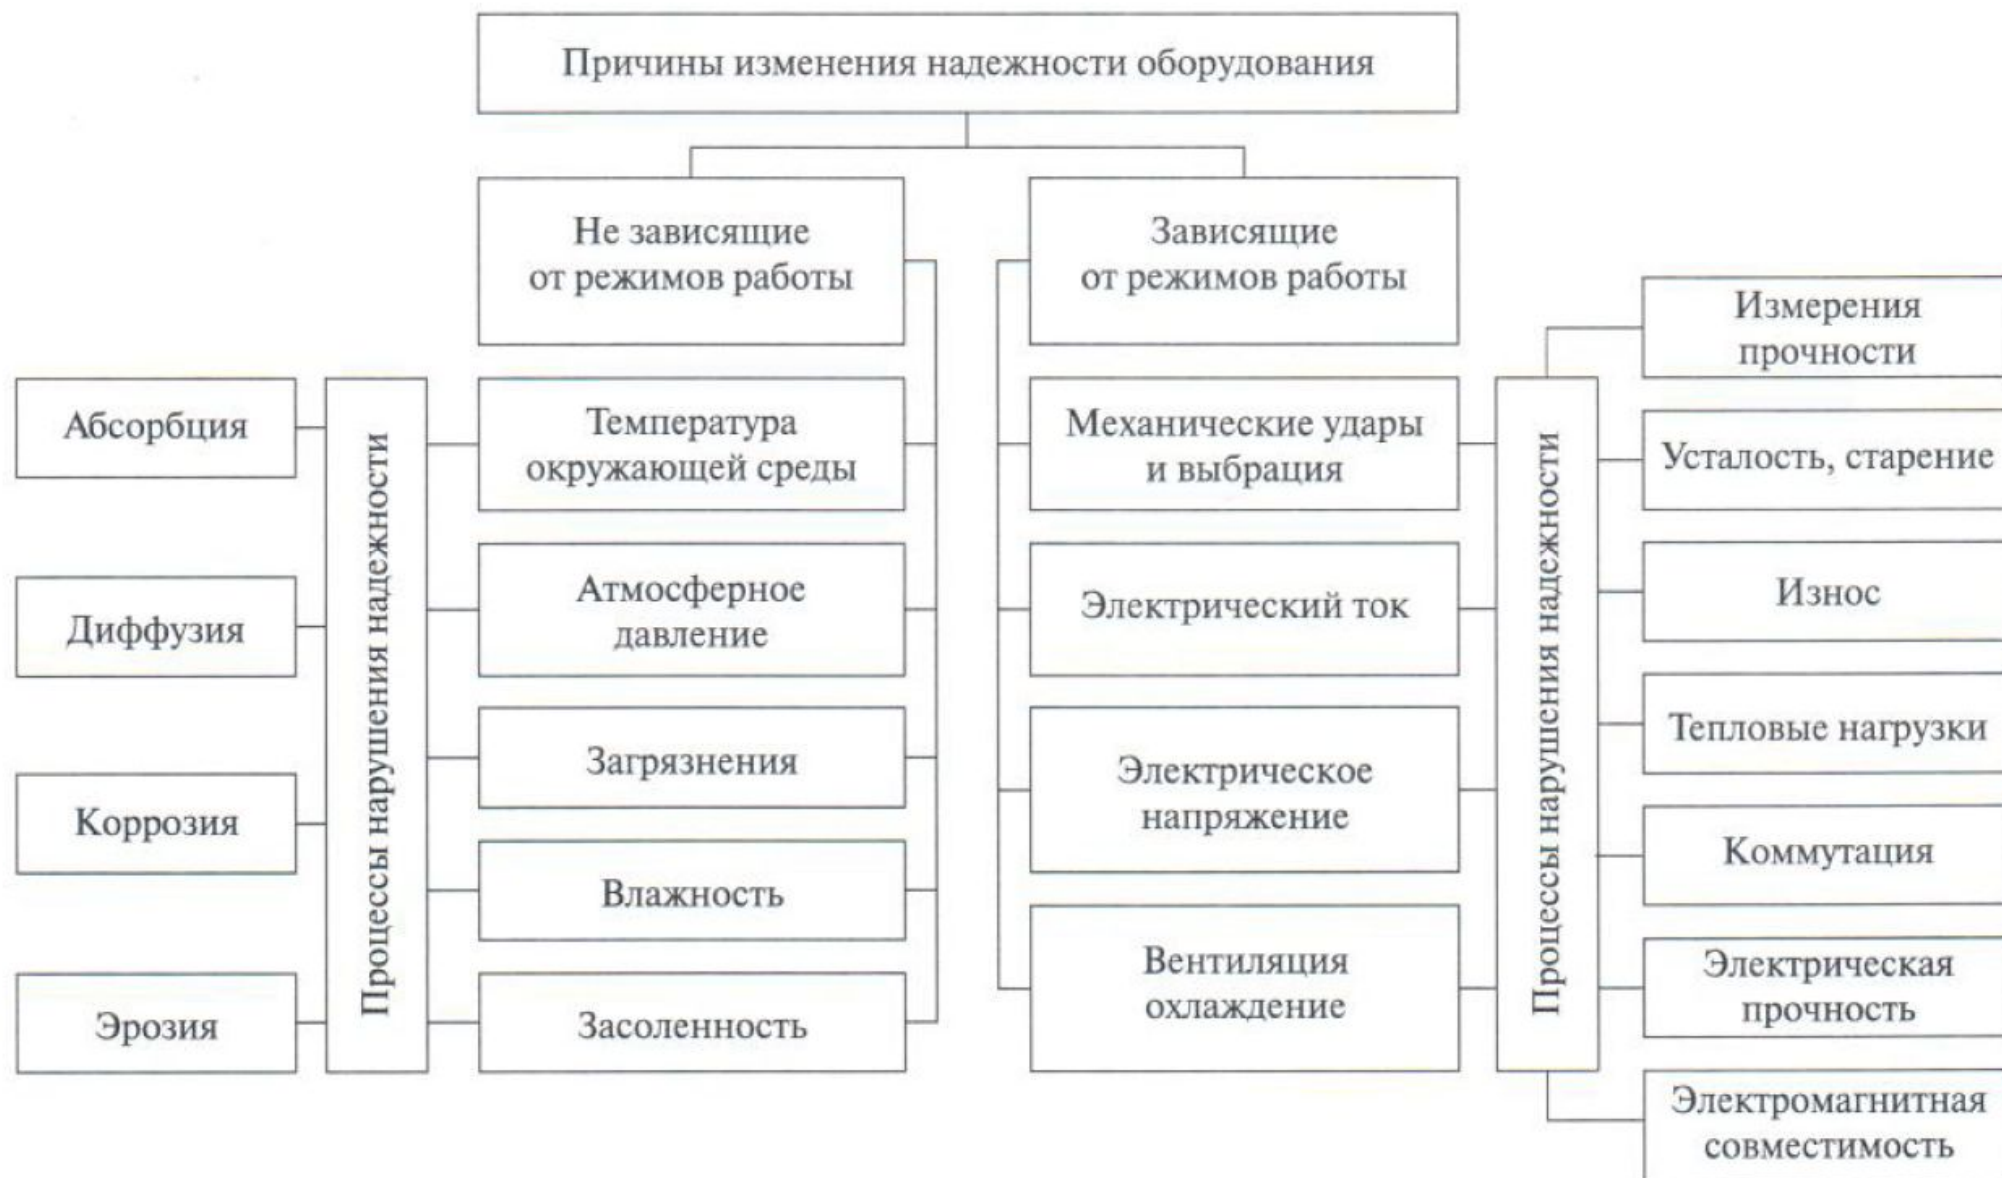 Причины изменения надежности оборудования
Не зависящие
от режимов работы
Зависящие
от режимов работы
Абсорбция
Диффузия
Коррозия
Эрозия
Процессы нарушения надежности
Температура
окружающей среды
Атмосферное
давление
Загрязнения
Влажность
Засоленность
Механические удары
и выбрация
Электрический ток
Электрическое
напряжение
Вентиляция
охлаждение
Процессы нарушения надежности
Измерения
прочности
Усталость, старение
Износ
Тепловые нагрузки
Коммутация
Электрическая
прочность
Электромагнитная
совместимость